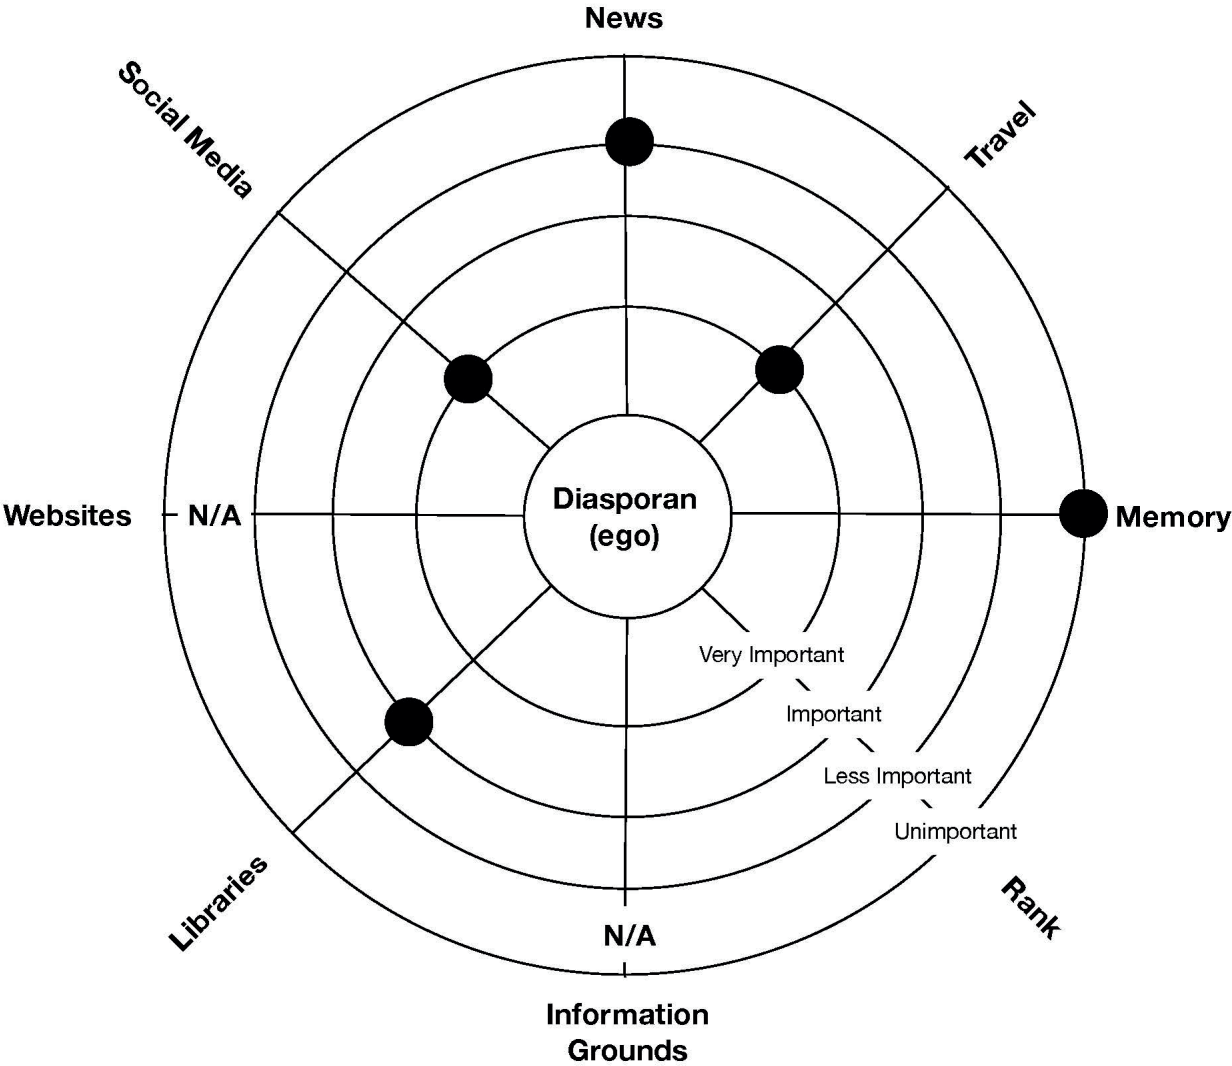 News
Social Media
Travel
Websites
N/A
Diasporan
(ego)
Memory
Very Important
Important
Less Important
Unimportant
Libraries
Rank
N/A
Information
Grounds